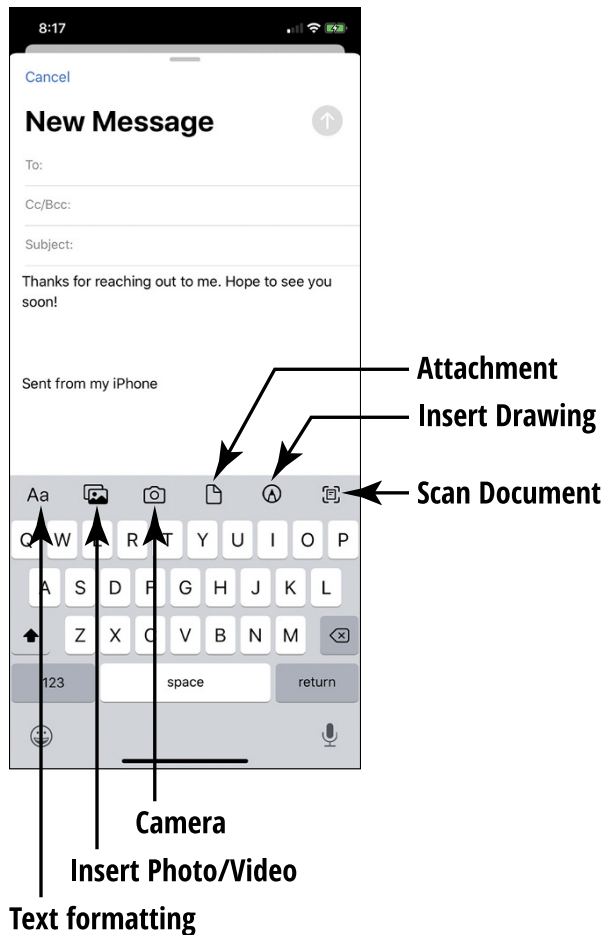 8:17
Cancel
New Message
To:
Cc/Bcc:
Subject:
Thanks for reaching out to me. Hope to see you
soon!
Sent from my iPhone
Attachment
Insert Drawing
Aa
Scan Document
Q W E R T Y U I O P
A S D F G H J K L
Z X C V B N M
123 space return
Camera
Insert Photo/Video
Text formatting